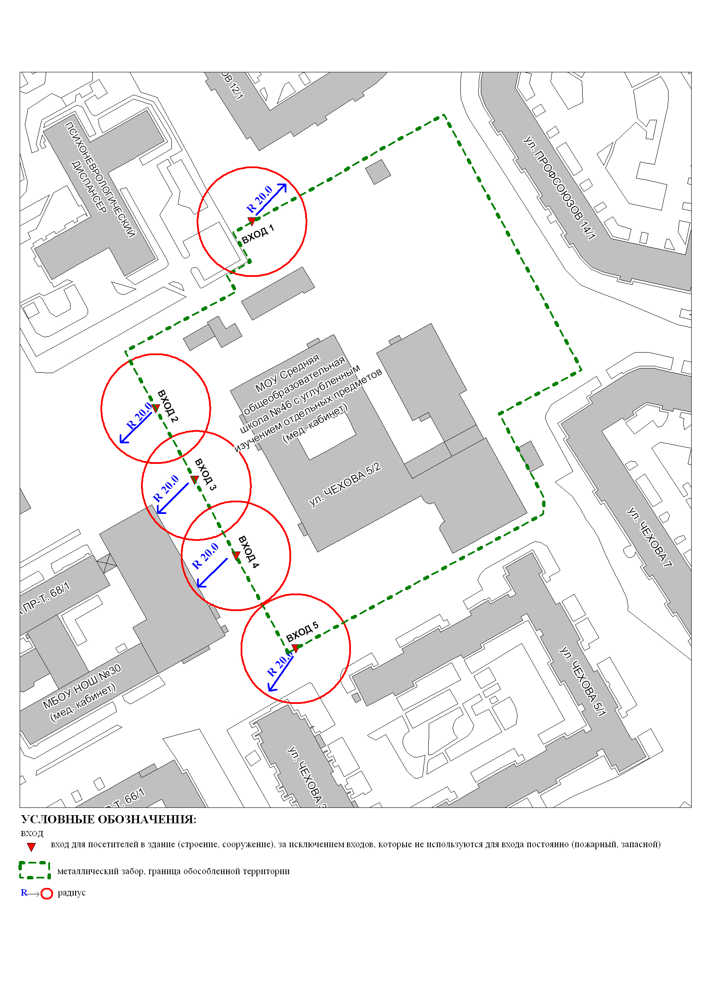 ОВ 12/1
ПСИХОНЕВРОЛОГИЧЕСКИЙ
ДИСПАНСЕР
ул. ПРОФСОЮЗОВ 14/1
R 20.0
ВХОД 1
МОУ Средняя
общеобразовательная
школа №46 с углубленным
изучением отдельных предметов
(мед. кабинет)
ул. ЧЕХОВА 5/2
ВХОД 2
R 20.0
ВХОД 3
R 20.0
ВХОД 4
R 20.0
ВХОД 5
R 20.0
ул. ЧЕХОВА 7
ПР-Т. 68/1
МБОУ НОШ №30
(мед. кабинет)
ул. ЧЕХОВА 5/1
ул. ЧЕХОВА 3
Р-Т. 66/1
УСЛОВНЫЕ ОБОЗНАЧЕНИЯ:
ВХОД
вход для посетителей в здание (строение, сооружение), за исключением входов, которые не используются для входа постоянно (пожарный, запасной)
металлический забор, граница обособленной территории
R радиус